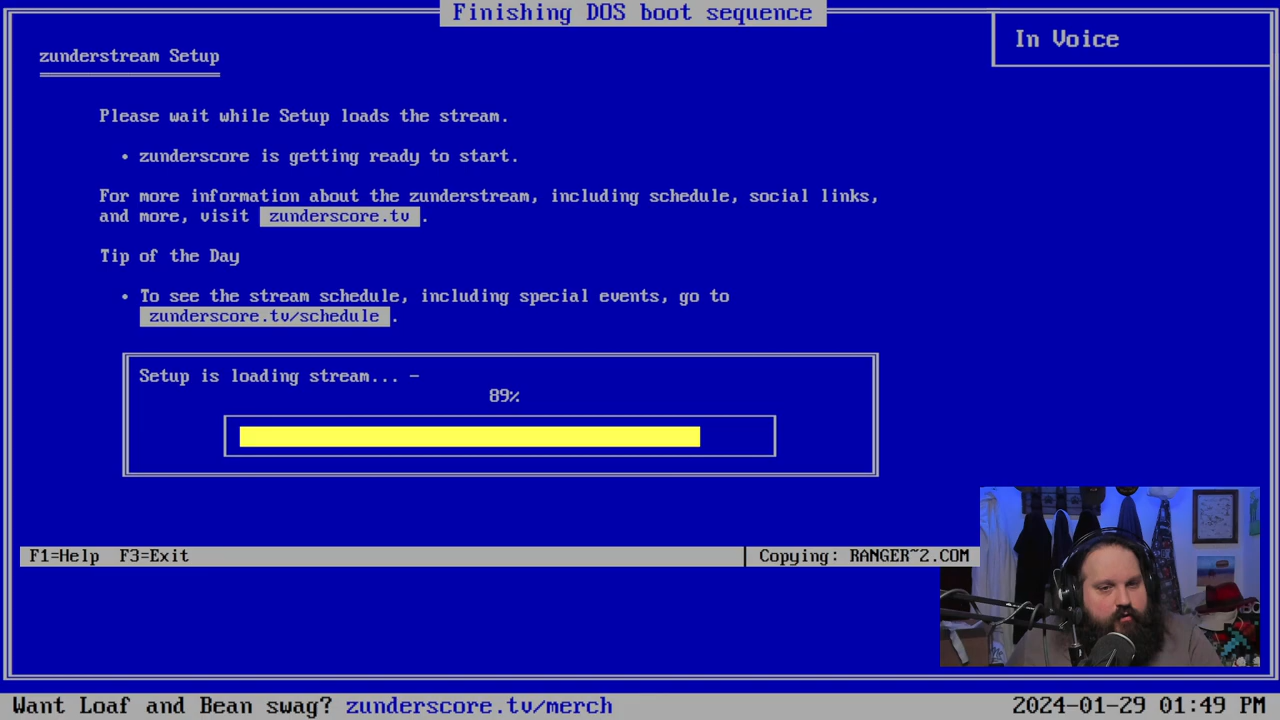 Finishing DOS boot sequence
In Voice
zunderstream Setup
Please wait while Setup loads the stream.
• zunderscore is getting ready to start.
For more information about the zunderstream, including schedule, social links,
and more, visit zunderscore.tv.
Tip of the Day
• To see the stream schedule, including special events, go to
zunderscore.tv/schedule.
Setup is loading stream... -
89%
F1=Help F3=Exit
Copying: RANGER~2.COM
Want Loaf and Bean swag? zunderscore.tv/merch
2024-01-29 01:49 PM